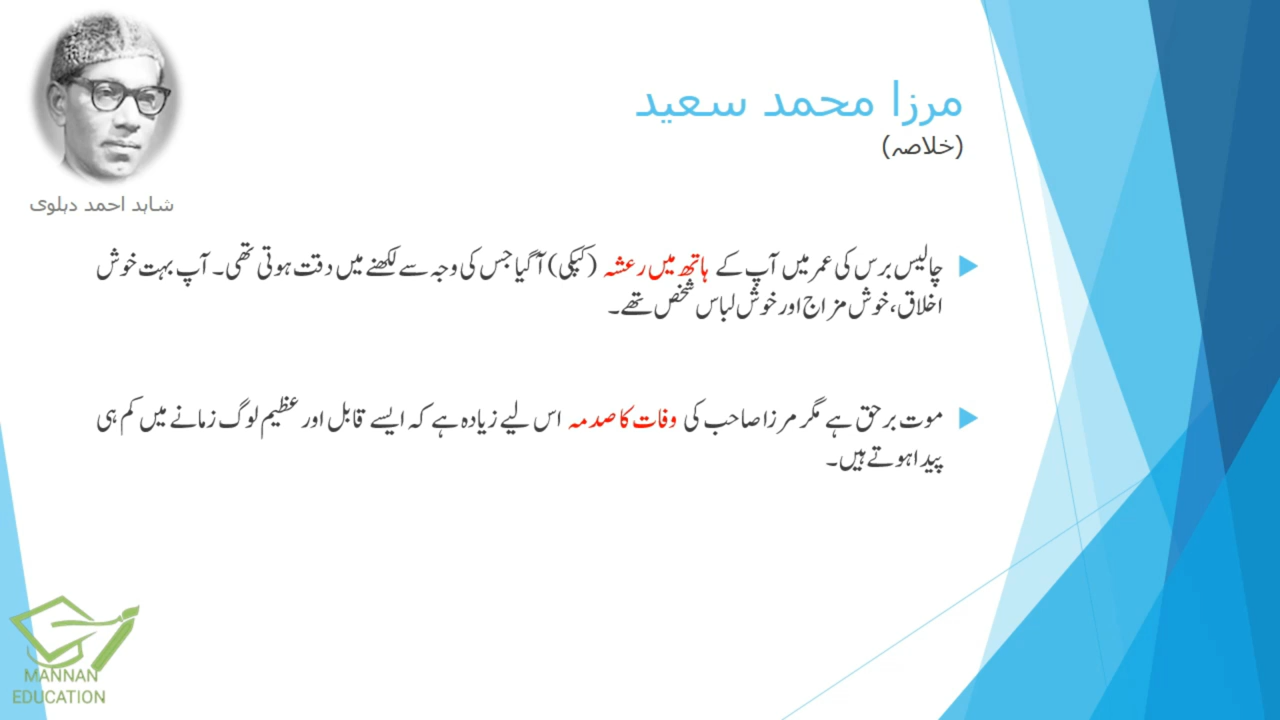 مرزا محمد سعید
(خلاصہ)
شاہد احمد دہلوی
چالیس برس کی عمر میں آپ کے ہاتھ میں رعشہ (کپکپی) آ گیا جس کی وجہ سے لکھنے میں دقت ہوتی تھی۔ آپ بہت خوش
اخلاق، خوش مزاج اور خوش لباس شخص تھے۔
موت برحق ہے مگر مرزا صاحب کی وفات کا صدمہ اس لیے زیادہ ہے کہ ایسے قابل اور عظیم لوگ زمانے میں کم ہی
پیدا ہوتے ہیں۔
MANNAN
EDUCATION